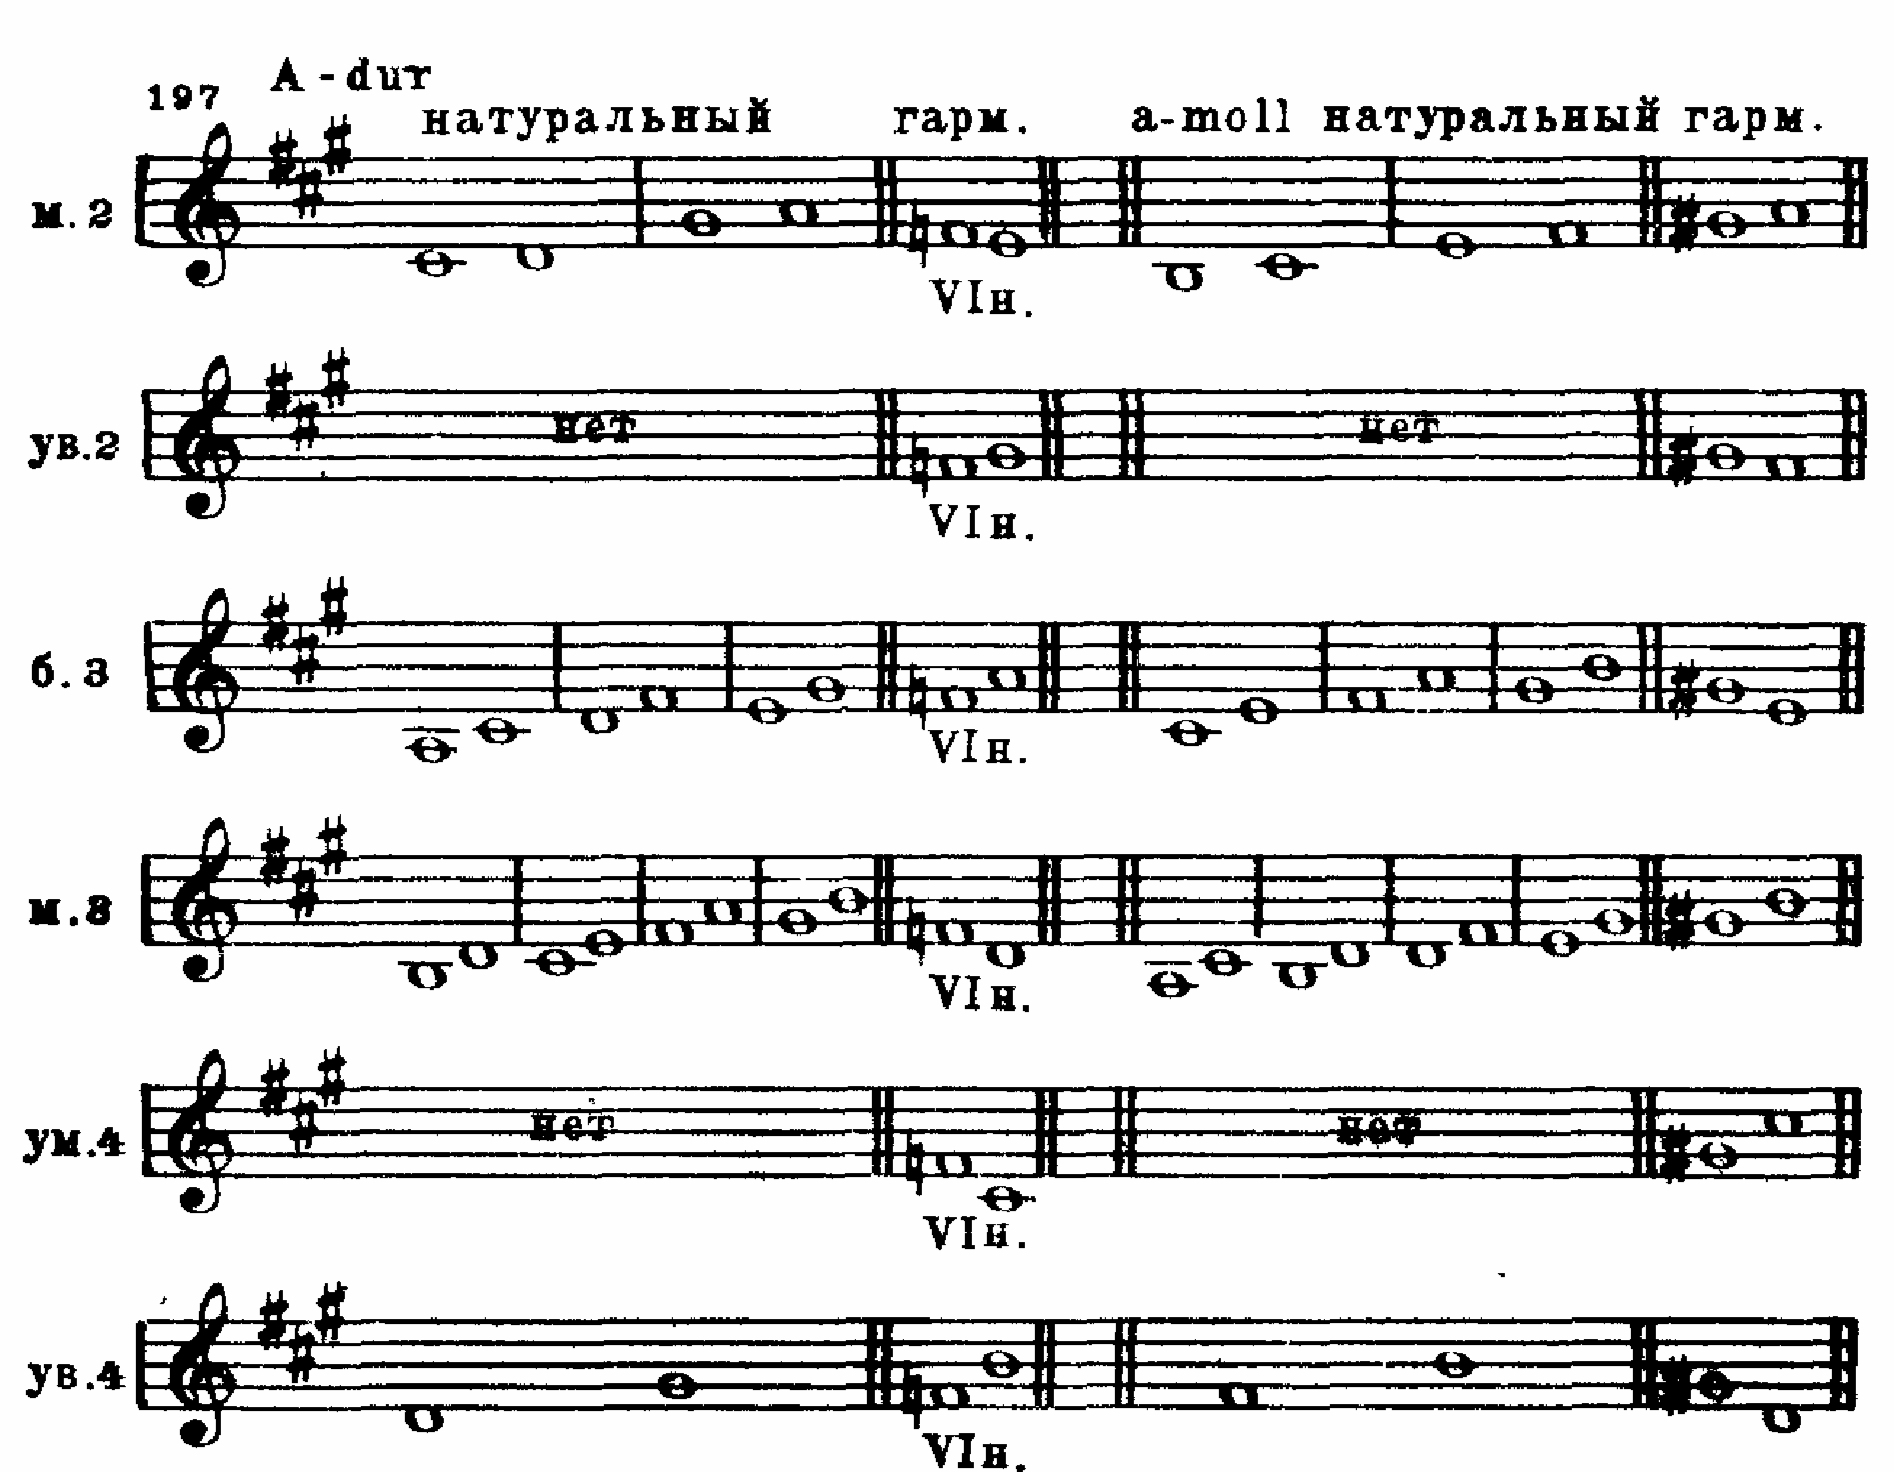 197 A-dur
натуральный гарм. a-moll натуральный гарм.
м.2
VIн.
ув.2 нет нет
VIн.
б.3
VIн.
м.3
VIн.
ум.4 нет нет
VIн.
ув.4
VIн.